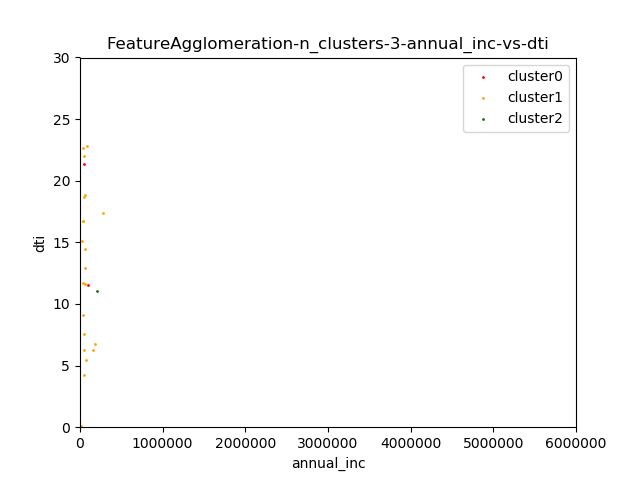 FeatureAgglomeration-n_clusters-3-annual_inc-vs-dti
cluster0
cluster1
cluster2
30
25
20
15
10
5
0
dti
0 1000000 2000000 3000000 4000000 5000000 6000000
annual_inc